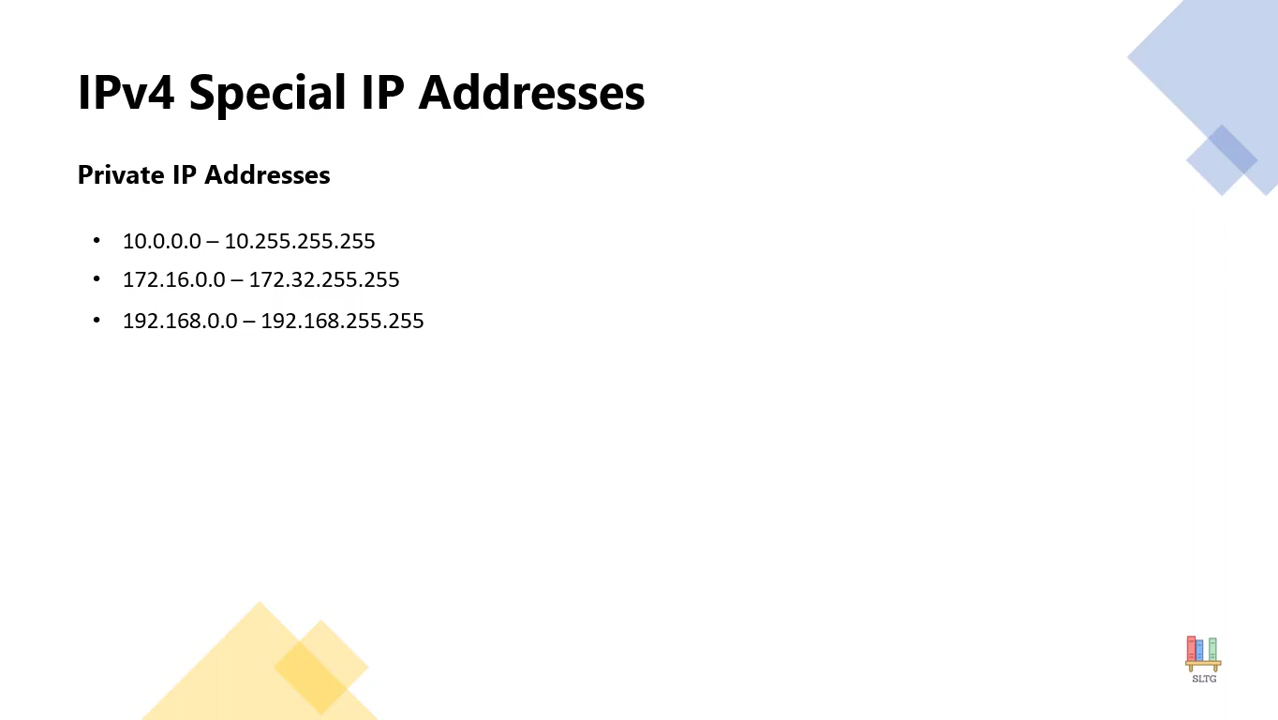 IPv4 Special IP Addresses
Private IP Addresses
• 10.0.0.0 – 10.255.255.255
• 172.16.0.0 – 172.32.255.255
• 192.168.0.0 – 192.168.255.255
SLTG